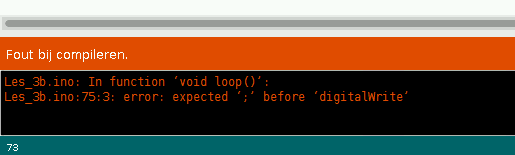 Fout bij compileren.
Les_3b.ino: In function ‘void loop()’:
Les_3b.ino:75:3: error: expected ‘;’ before ‘digitalWrite’
73